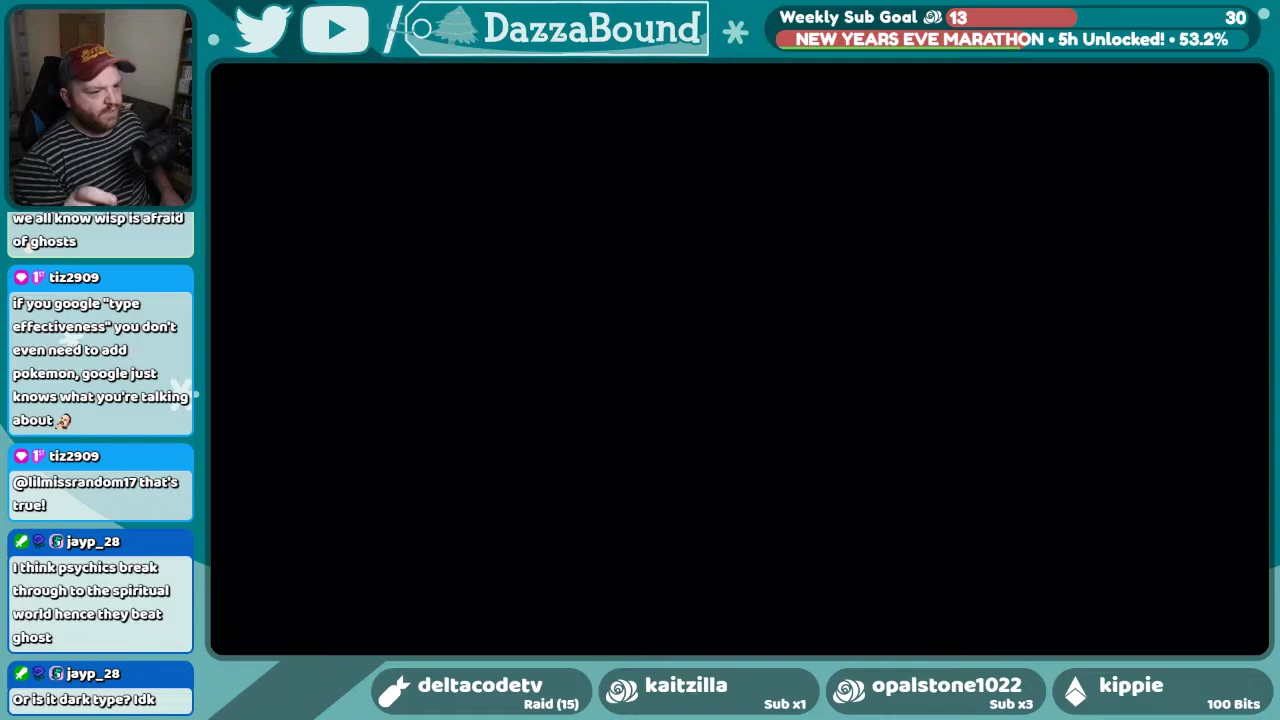 DazzaBound
Weekly Sub Goal 13 30
NEW YEARS EVE MARATHON • 5h Unlocked! • 53.2%
we all know wisp is afraid
of ghosts
1st tiz2909
if you google "type
effectiveness" you don't
even need to add
pokemon, google just
knows what you're talking
about
1st tiz2909
@lilmissrandom17 that's
true!
jayp_28
I think psychics break
through to the spiritual
world hence they beat
ghost
jayp_28
Or is it dark type? Idk
deltacodetv
Raid (15)
kaitzilla
Sub x1
opalstone1022
Sub x3
kippie
100 Bits